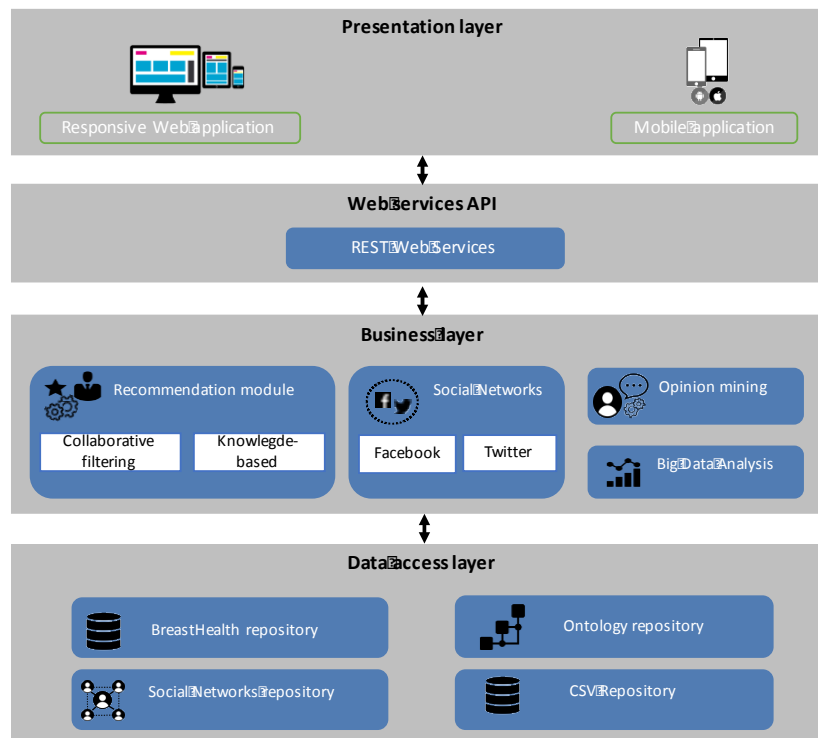 Presentation layer
Responsive Web application
Mobile application
Web services API
REST Web Services
Business layer
Recommendation module
Collaborative
filtering
Knowlegde-
based
Social Networks
Facebook
Twitter
Opinion mining
Big Data Analysis
Data access layer
BreastHealth repository
Ontology repository
Social Networks repository
CSV Repository